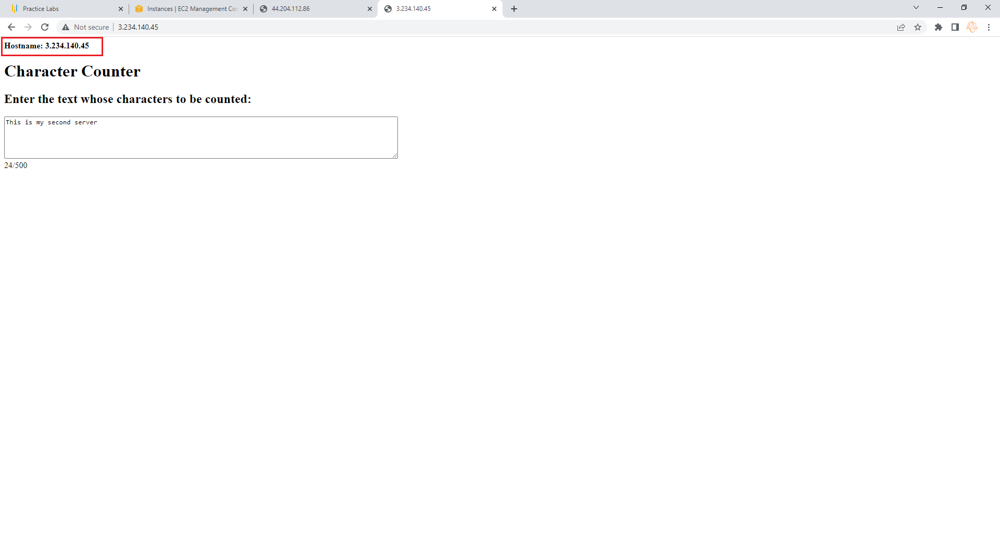 Practice Labs
Instances | EC2 Management Cor
44.204.112.86
3.234.140.45
Not secure
3.234.140.45
Hostname: 3.234.140.45
Character Counter
Enter the text whose characters to be counted:
This is my second server
24/500